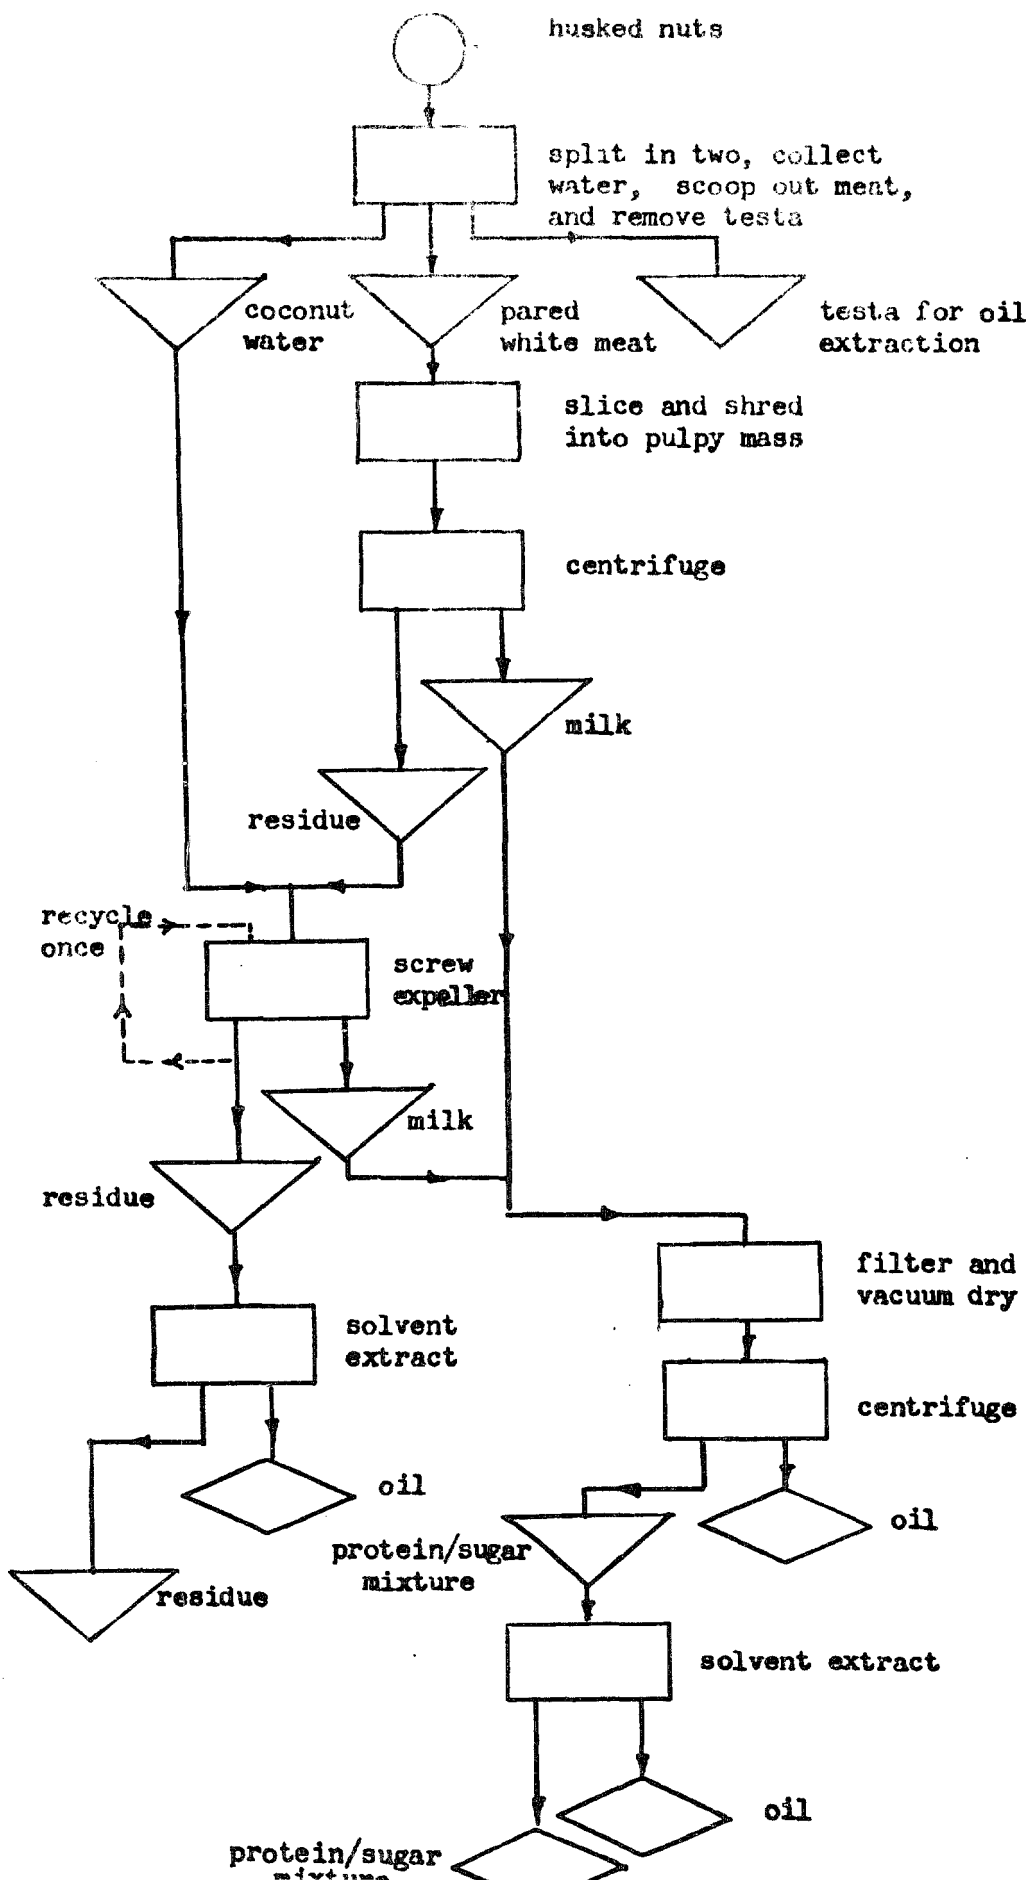 husked nuts
split in two, collect
water, scoop out meat,
and remove testa
coconut
water
pared
white meat
testa for oil
extraction
slice and shred
into pulpy mass
centrifuge
milk
residue
recycle
once
screw
expeller
milk
residue
filter and
vacuum dry
solvent
extract
centrifuge
oil
oil
protein/sugar
mixture
residue
solvent extract
oil
protein/sugar
mixture